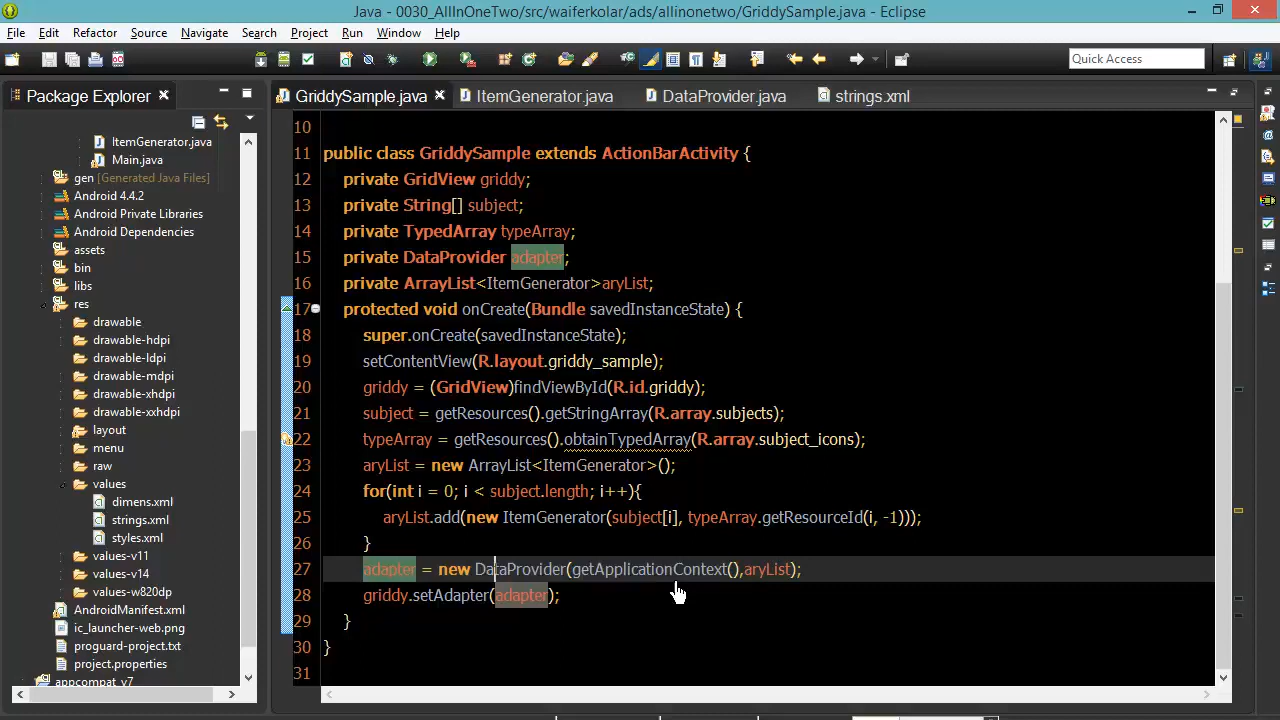 Java - 0030_AllInOneTwo/src/waiferkolar/ads/allinonetwo/GriddySample.java - Eclipse
File Edit Refactor Source Navigate Search Project Run Window Help
Quick Access
Package Explorer
ItemGenerator.java
Main.java
gen [Generated Java Files]
Android 4.4.2
Android Private Libraries
Android Dependencies
assets
bin
libs
res
drawable
drawable-hdpi
drawable-ldpi
drawable-mdpi
drawable-xhdpi
drawable-xxhdpi
layout
menu
raw
values
dimens.xml
strings.xml
styles.xml
values-v11
values-v14
values-w820dp
AndroidManifest.xml
ic_launcher-web.png
proguard-project.txt
project.properties
appcompat_v7
GriddySample.java ItemGenerator.java DataProvider.java strings.xml
10
11 public class GriddySample extends ActionBarActivity {
12 private GridView griddy;
13 private String[] subject;
14 private TypedArray typeArray;
15 private DataProvider adapter;
16 private ArrayList<ItemGenerator>aryList;
17 protected void onCreate(Bundle savedInstanceState) {
18 super.onCreate(savedInstanceState);
19 setContentView(R.layout.griddy_sample);
20 griddy = (GridView)findViewById(R.id.griddy);
21 subject = getResources().getStringArray(R.array.subjects);
22 typeArray = getResources().obtainTypedArray(R.array.subject_icons);
23 aryList = new ArrayList<ItemGenerator>();
24 for(int i = 0; i < subject.length; i++){
25 aryList.add(new ItemGenerator(subject[i], typeArray.getResourceId(i, -1)));
26 }
27 adapter = new DataProvider(getApplicationContext(),aryList);
28 griddy.setAdapter(adapter);
29 }
30 }
31